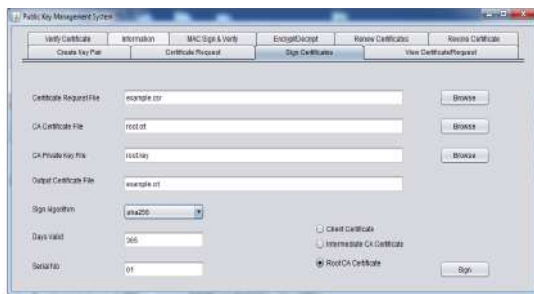 Public Key Management System
Verify Certificate Information MAC Sign & Verify Encrypt/Decrypt Renew Certificates Revoke Certificate
Create Key Pair Certificate Request Sign Certificates View Certificate/Request
Certificate Request File example.csr Browse
CA Certificate File root.crt Browse
CA Private Key File root.key Browse
Output Certificate File example.crt
Sign Algorithm sha256
Client Certificate
Days Valid 365
Intermediate CA Certificate
Root CA Certificate
Serial No 01 Sign